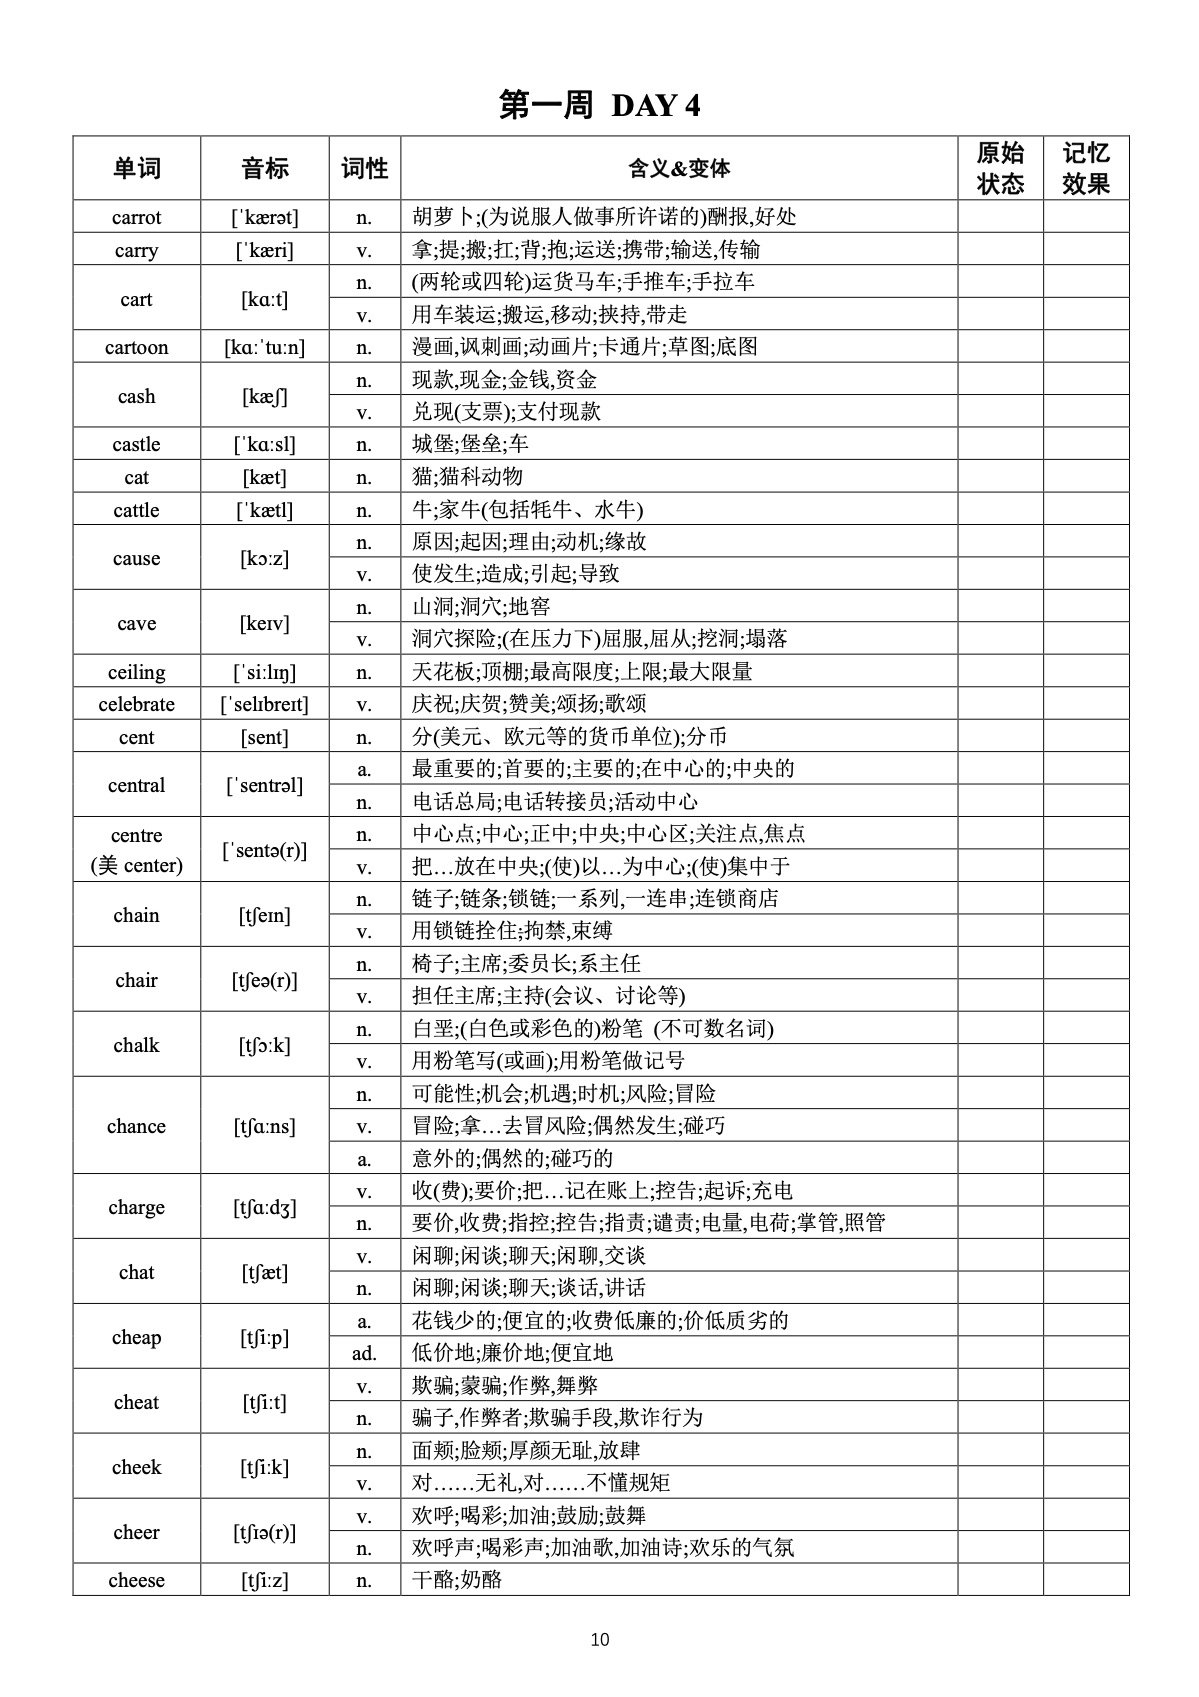 第一周 DAY 4
单词 音标 词性 含义&变体 原始状态 记忆效果
carrot [ˈkærət] n. 胡萝卜;(为说服人做事所许诺的)酬报,好处
carry [ˈkæri] v. 拿;提;搬;扛;背;抱;运送;携带;输送,传输
cart [kɑːt] n. (两轮或四轮)运货马车;手推车;手拉车
v. 用车装运;搬运,移动;挟持,带走
cartoon [kɑːˈtuːn] n. 漫画,讽刺画;动画片;卡通片;草图;底图
cash [kæʃ] n. 现款,现金;金钱,资金
v. 兑现(支票);支付现款
castle [ˈkɑːsl] n. 城堡;堡垒;车
cat [kæt] n. 猫;猫科动物
cattle [ˈkætl] n. 牛;家牛(包括牦牛、水牛)
cause [kɔːz] n. 原因;起因;理由;动机;缘故
v. 使发生;造成;引起;导致
cave [keɪv] n. 山洞;洞穴;地窖
v. 洞穴探险;(在压力下)屈服,屈从;挖洞;塌落
ceiling [ˈsiːlɪŋ] n. 天花板;顶棚;最高限度;上限;最大限量
celebrate [ˈselɪbreɪt] v. 庆祝;庆贺;赞美;颂扬;歌颂
cent [sent] n. 分(美元、欧元等的货币单位);分币
central [ˈsentrəl] a. 最重要的;首要的;主要的;在中心的;中央的
n. 电话总局;电话转接员;活动中心
centre (美 center) [ˈsentə(r)] n. 中心点;中心;正中;中央;中心区;关注点,焦点
v. 把…放在中央;(使)以…为中心;(使)集中于
chain [tʃeɪn] n. 链子;链条;锁链;一系列,一连串;连锁商店
v. 用锁链拴住;拘禁,束缚
chair [tʃeə(r)] n. 椅子;主席;委员长;系主任
v. 担任主席;主持(会议、讨论等)
chalk [tʃɔːk] n. 白垩;(白色或彩色的)粉笔 (不可数名词)
v. 用粉笔写(或画);用粉笔做记号
chance [tʃɑːns] n. 可能性;机会;机遇;时机;风险;冒险
v. 冒险;拿…去冒风险;偶然发生;碰巧
a. 意外的;偶然的;碰巧的
charge [tʃɑːdʒ] v. 收(费);要价;把…记在账上;控告;起诉;充电
n. 要价,收费;指控;控告;指责;谴责;电量,电荷;掌管,照管
chat [tʃæt] v. 闲聊;闲谈;聊天;闲聊,交谈
n. 闲聊;闲谈;聊天;谈话,讲话
cheap [tʃiːp] a. 花钱少的;便宜的;收费低廉的;价低质劣的
ad. 低价地;廉价地;便宜地
cheat [tʃiːt] v. 欺骗;蒙骗;作弊,舞弊
n. 骗子,作弊者;欺骗手段,欺诈行为
cheek [tʃiːk] n. 面颊;脸颊;厚颜无耻,放肆
v. 对……无礼,对……不懂规矩
cheer [tʃɪə(r)] v. 欢呼;喝彩;加油;鼓励;鼓舞
n. 欢呼声;喝彩声;加油歌,加油诗;欢乐的气氛
cheese [tʃiːz] n. 干酪;奶酪
10